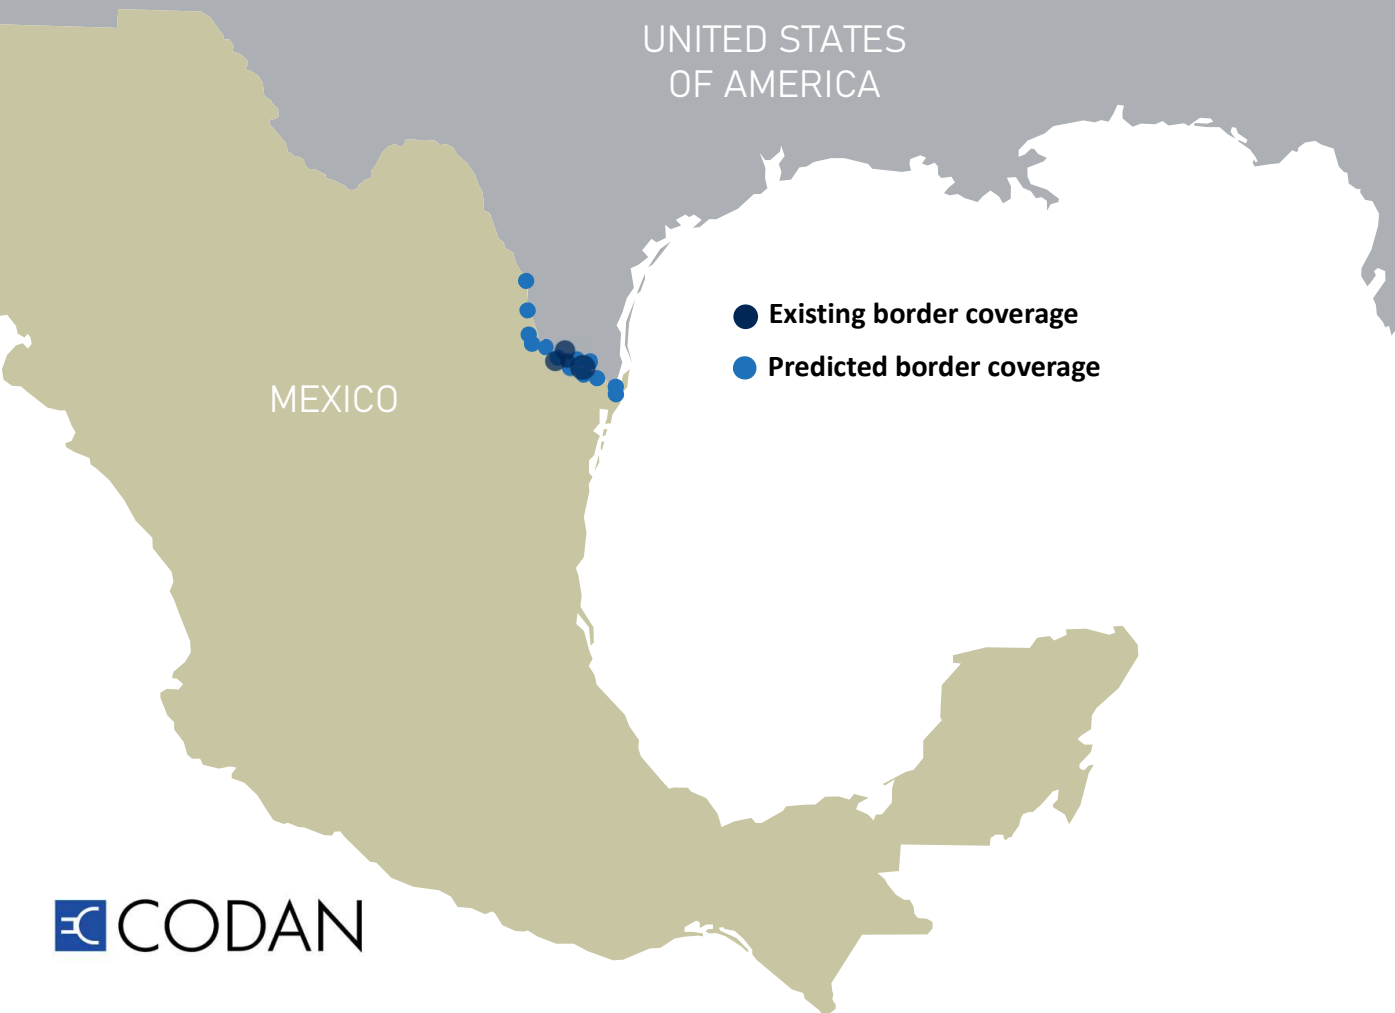 UNITED STATES
OF AMERICA
Existing border coverage
Predicted border coverage
MEXICO
CODAN